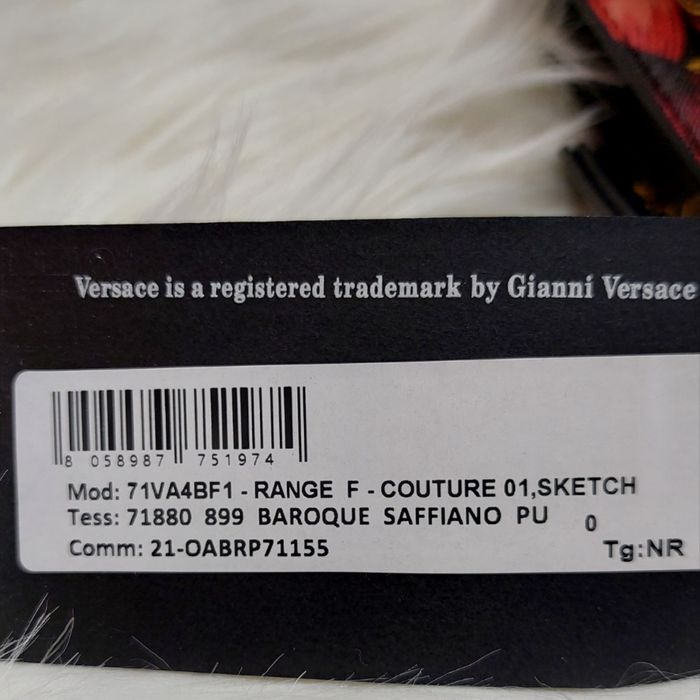 Versace is a registered trademark by Gianni Versace
8 058987 751974
Mod: 71VA4BF1 - RANGE F - COUTURE 01,SKETCH
Tess: 71880 899 BAROQUE SAFFIANO PU 0
Comm: 21-OABRP71155 Tg:NR